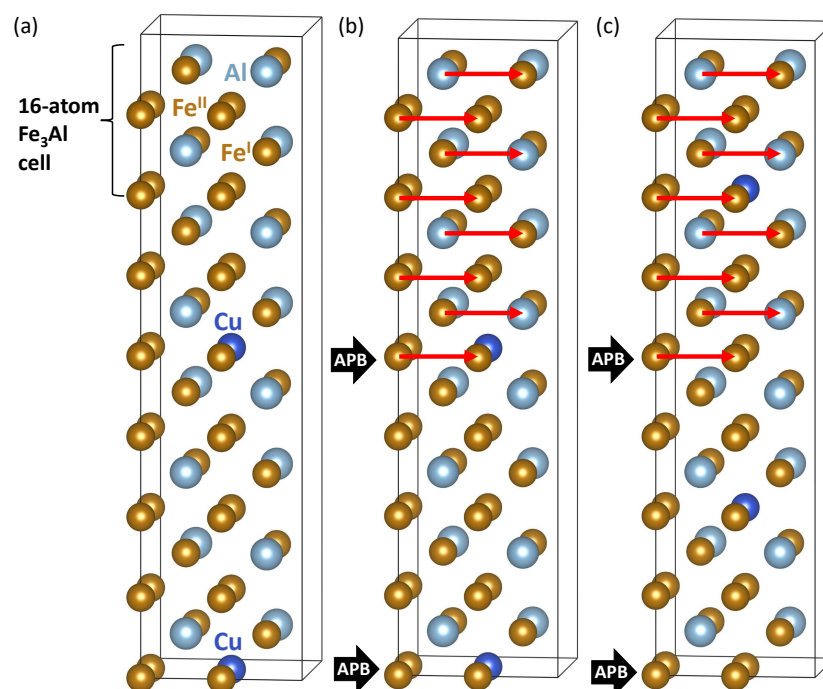 (a)
(b)
(c)
Al
16-atom
Fe₃Al
cell
Feᴵᴵ
Feᴵ
Cu
APB
APB
Cu
APB
APB